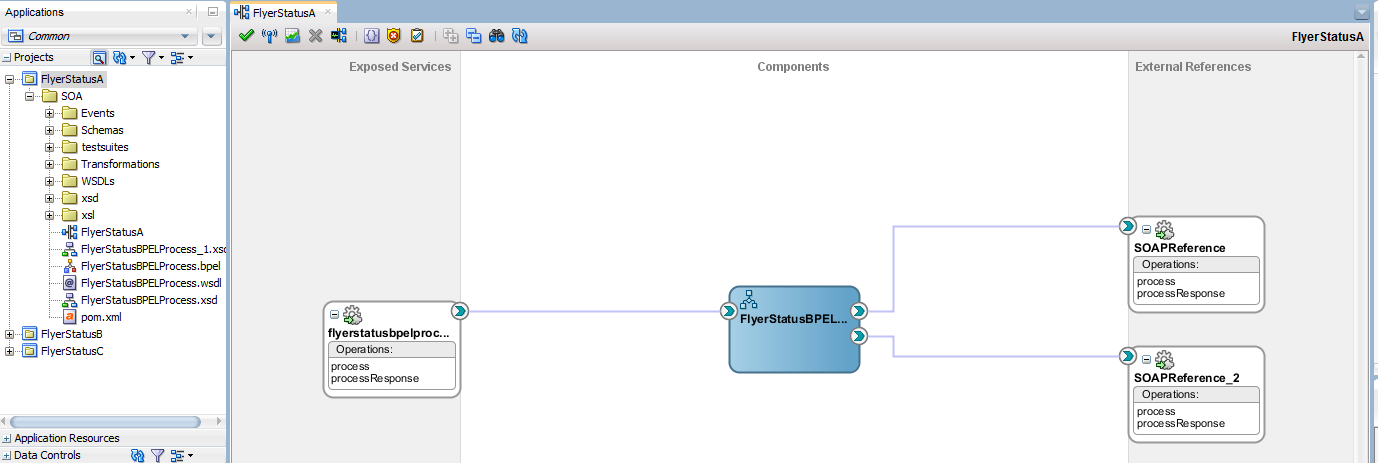 Applications
FlyerStatusA
Common
FlyerStatusA
Projects
FlyerStatusA
SOA
Events
Schemas
testsuites
Transformations
WSDLs
xsd
xsl
FlyerStatusA
FlyerStatusBPELProcess_1.xsd
FlyerStatusBPELProcess.bpel
FlyerStatusBPELProcess.wsdl
FlyerStatusBPELProcess.xsd
pom.xml
FlyerStatusB
FlyerStatusC
Application Resources
Data Controls
Exposed Services
Components
External References
flyerstatusbpelproc...
Operations:
process
processResponse
FlyerStatusBPEL...
SOAPReference
Operations:
process
processResponse
SOAPReference_2
Operations:
process
processResponse